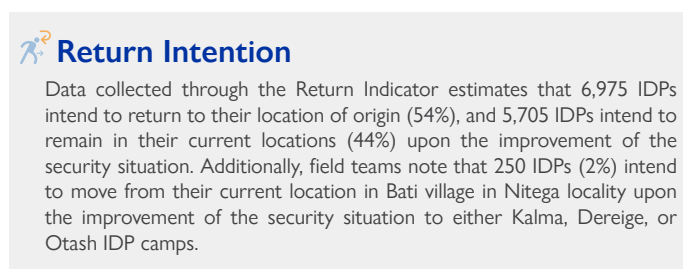 Return Intention
Data collected through the Return Indicator estimates that 6,975 IDPs
intend to return to their location of origin (54%), and 5,705 IDPs intend to
remain in their current locations (44%) upon the improvement of the
security situation. Additionally, field teams note that 250 IDPs (2%) intend
to move from their current location in Bati village in Nitega locality upon
the improvement of the security situation to either Kalma, Dereige, or
Otash IDP camps.